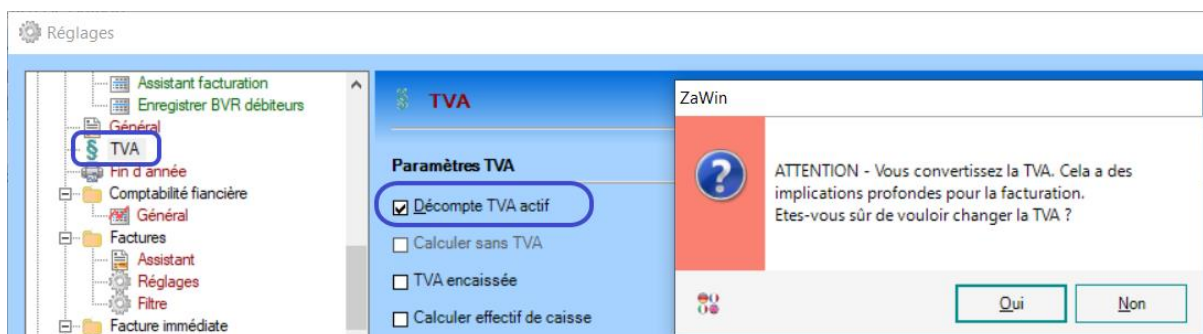 Réglages
Assistant facturation
Enregistrer BVR débiteurs
Général
§ TVA
Fin d'année
Comptabilité fiancière
Général
Factures
Assistant
Réglages
Filtre
Facture immédiate
§ TVA
Paramètres TVA
Décompte TVA actif
Calculer sans TVA
TVA encaissée
Calculer effectif de caisse
ZaWin
ATTENTION - Vous convertissez la TVA. Cela a des
implications profondes pour la facturation.
Etes-vous sûr de vouloir changer la TVA ?
Oui
Non